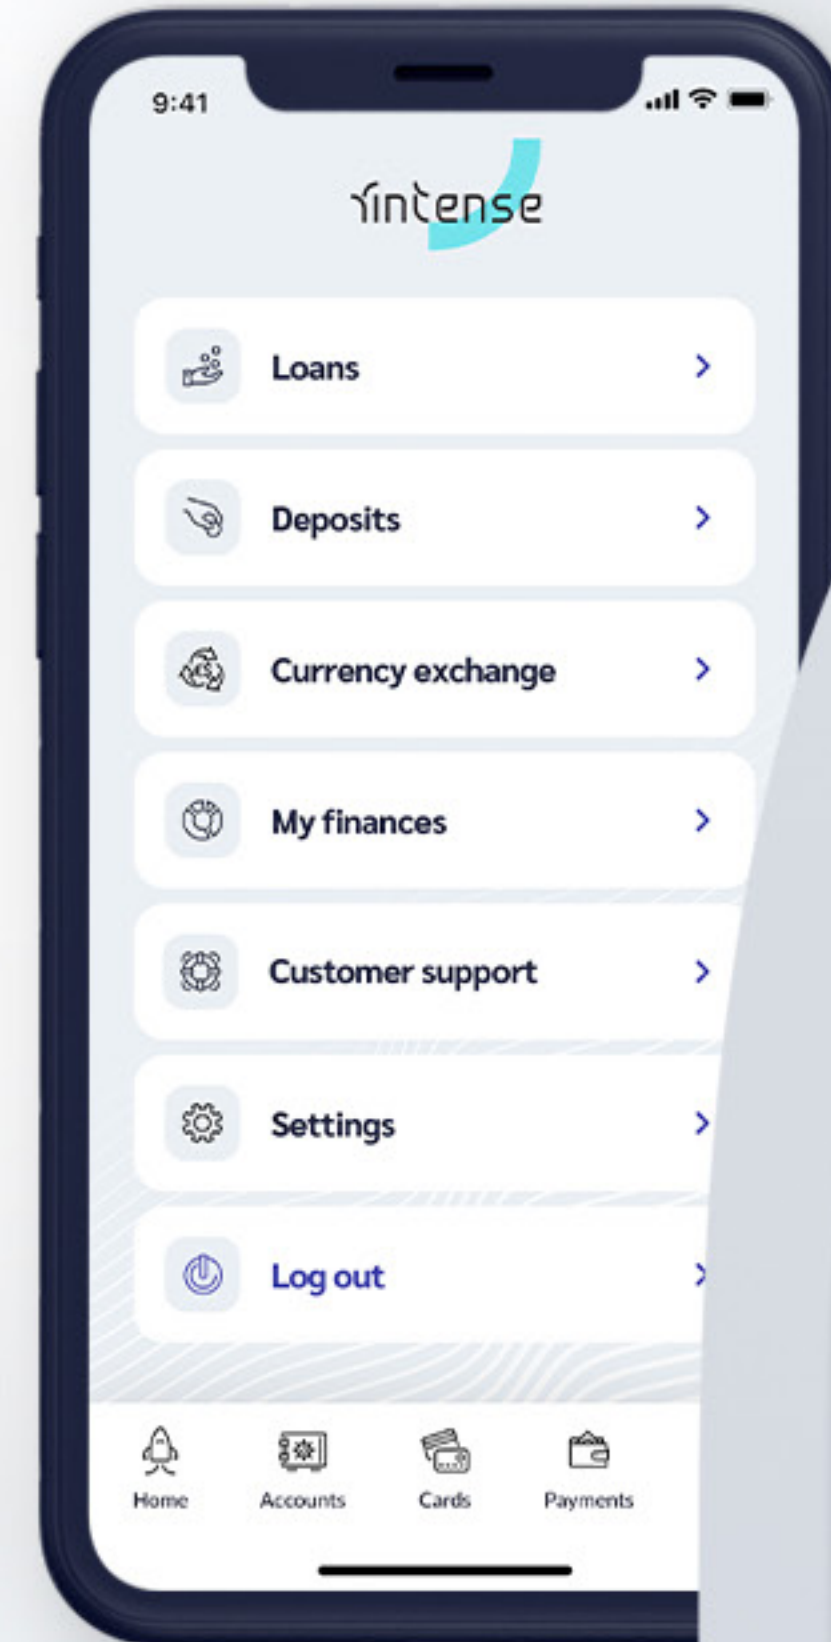 9:41
intense
Loans
Deposits
Currency exchange
My finances
Customer support
Settings
Log out
Home Accounts Cards Payments